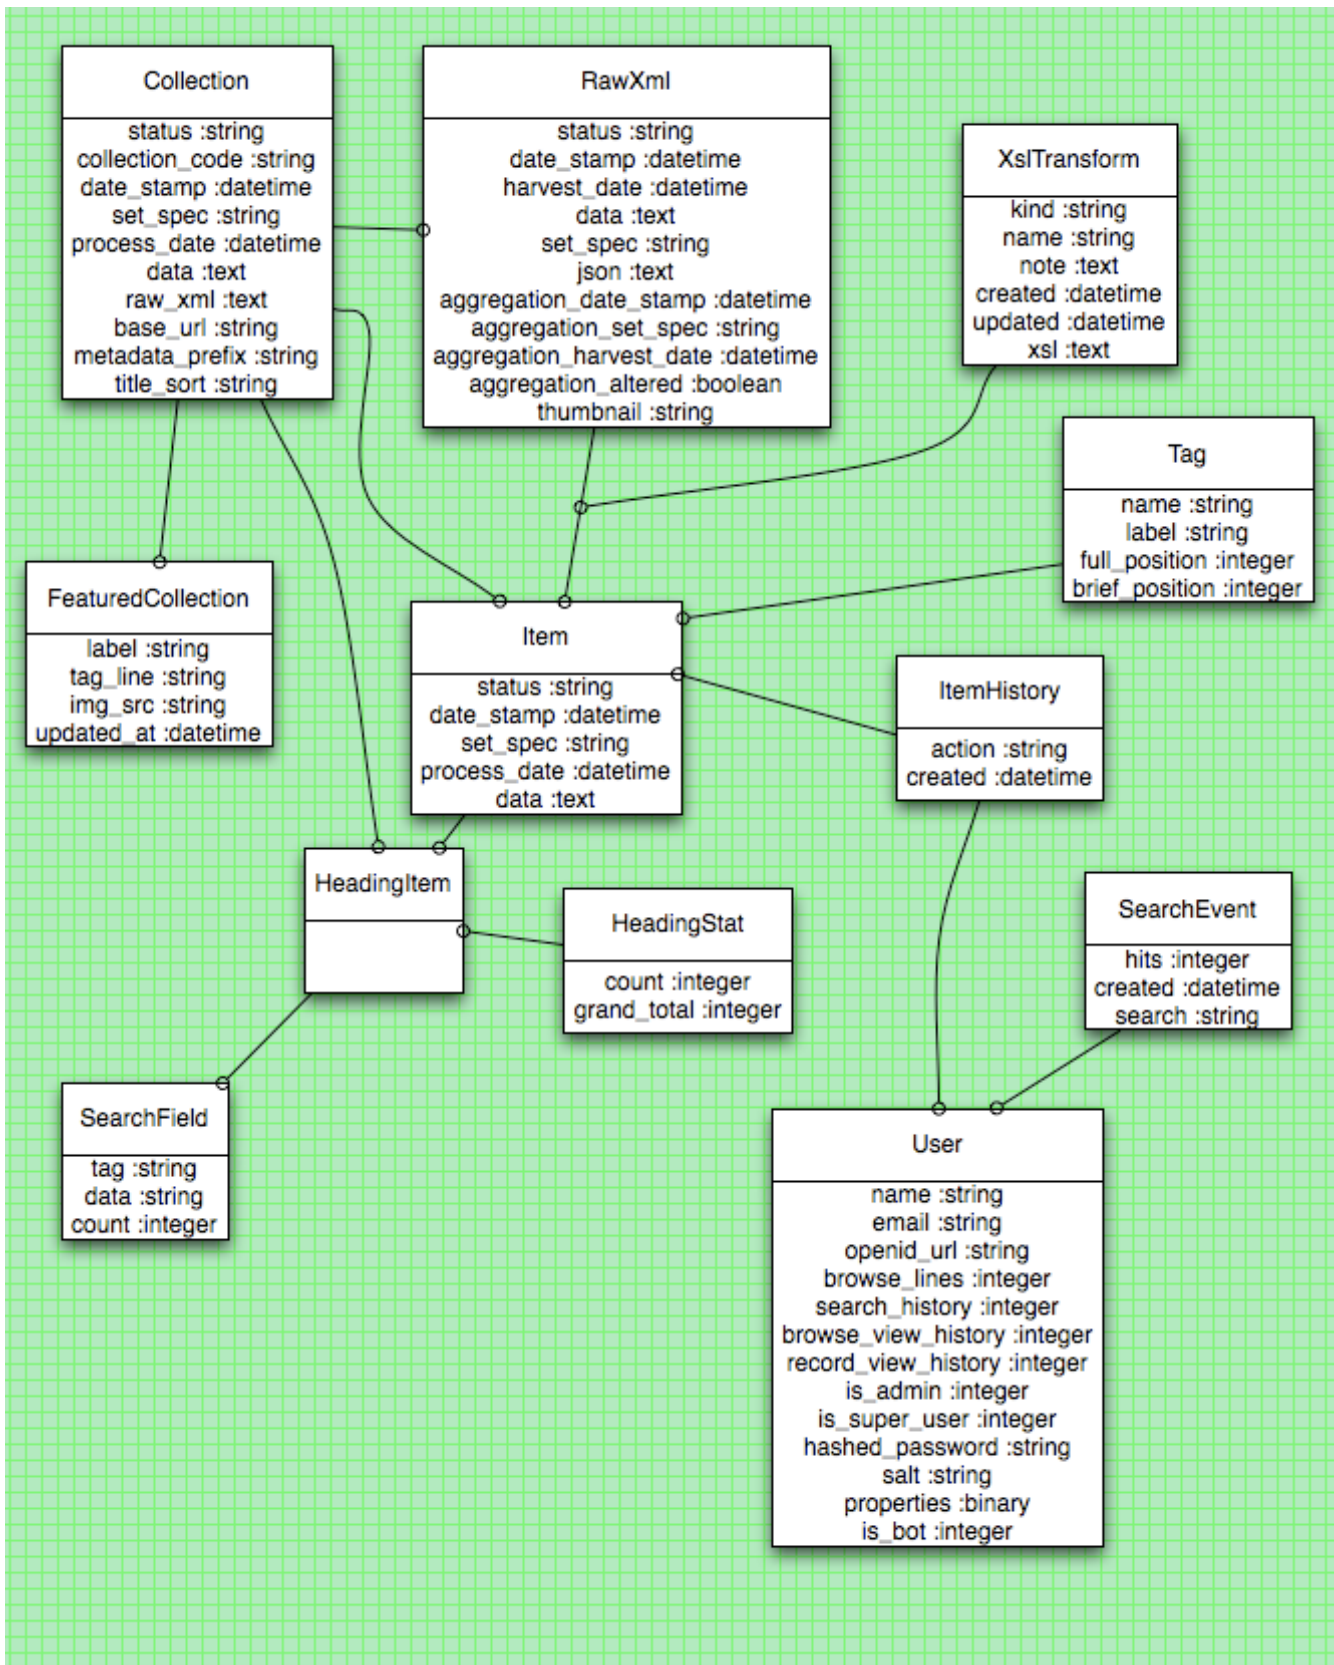 Collection
status :string
collection_code :string
date_stamp :datetime
set_spec :string
process_date :datetime
data :text
raw_xml :text
base_url :string
metadata_prefix :string
title_sort :string
RawXml
status :string
date_stamp :datetime
harvest_date :datetime
data :text
set_spec :string
json :text
aggregation_date_stamp :datetime
aggregation_set_spec :string
aggregation_harvest_date :datetime
aggregation_altered :boolean
thumbnail :string
XslTransform
kind :string
name :string
note :text
created :datetime
updated :datetime
xsl :text
Tag
name :string
label :string
full_position :integer
brief_position :integer
FeaturedCollection
label :string
tag_line :string
img_src :string
updated_at :datetime
Item
status :string
date_stamp :datetime
set_spec :string
process_date :datetime
data :text
ItemHistory
action :string
created :datetime
HeadingItem
HeadingStat
count :integer
grand_total :integer
SearchEvent
hits :integer
created :datetime
search :string
SearchField
tag :string
data :string
count :integer
User
name :string
email :string
openid_url :string
browse_lines :integer
search_history :integer
browse_view_history :integer
record_view_history :integer
is_admin :integer
is_super_user :integer
hashed_password :string
salt :string
properties :binary
is_bot :integer